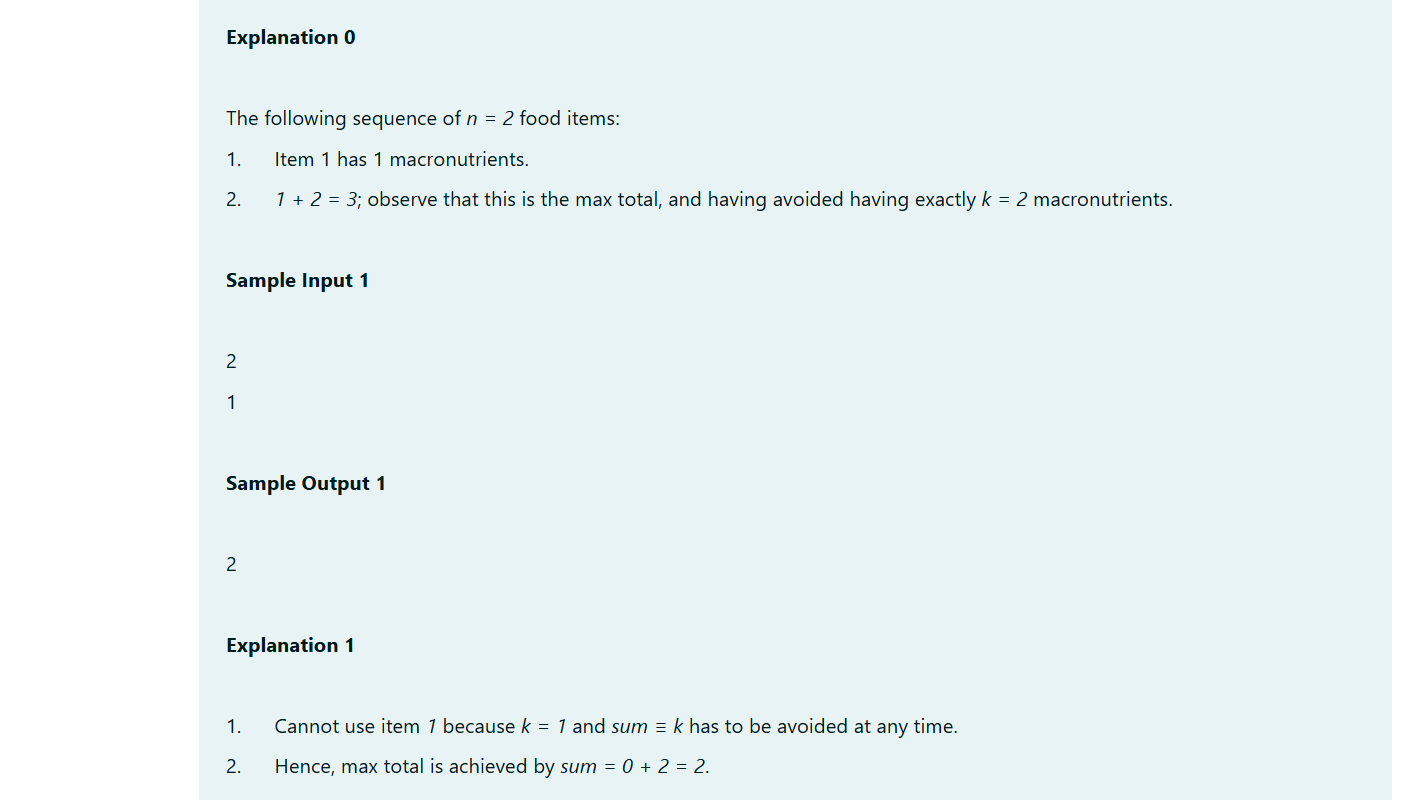 Explanation 0
The following sequence of n = 2 food items:
1. Item 1 has 1 macronutrients.
2. 1 + 2 = 3; observe that this is the max total, and having avoided having exactly k = 2 macronutrients.
Sample Input 1
2
1
Sample Output 1
2
Explanation 1
1. Cannot use item 1 because k = 1 and sum ≡ k has to be avoided at any time.
2. Hence, max total is achieved by sum = 0 + 2 = 2.